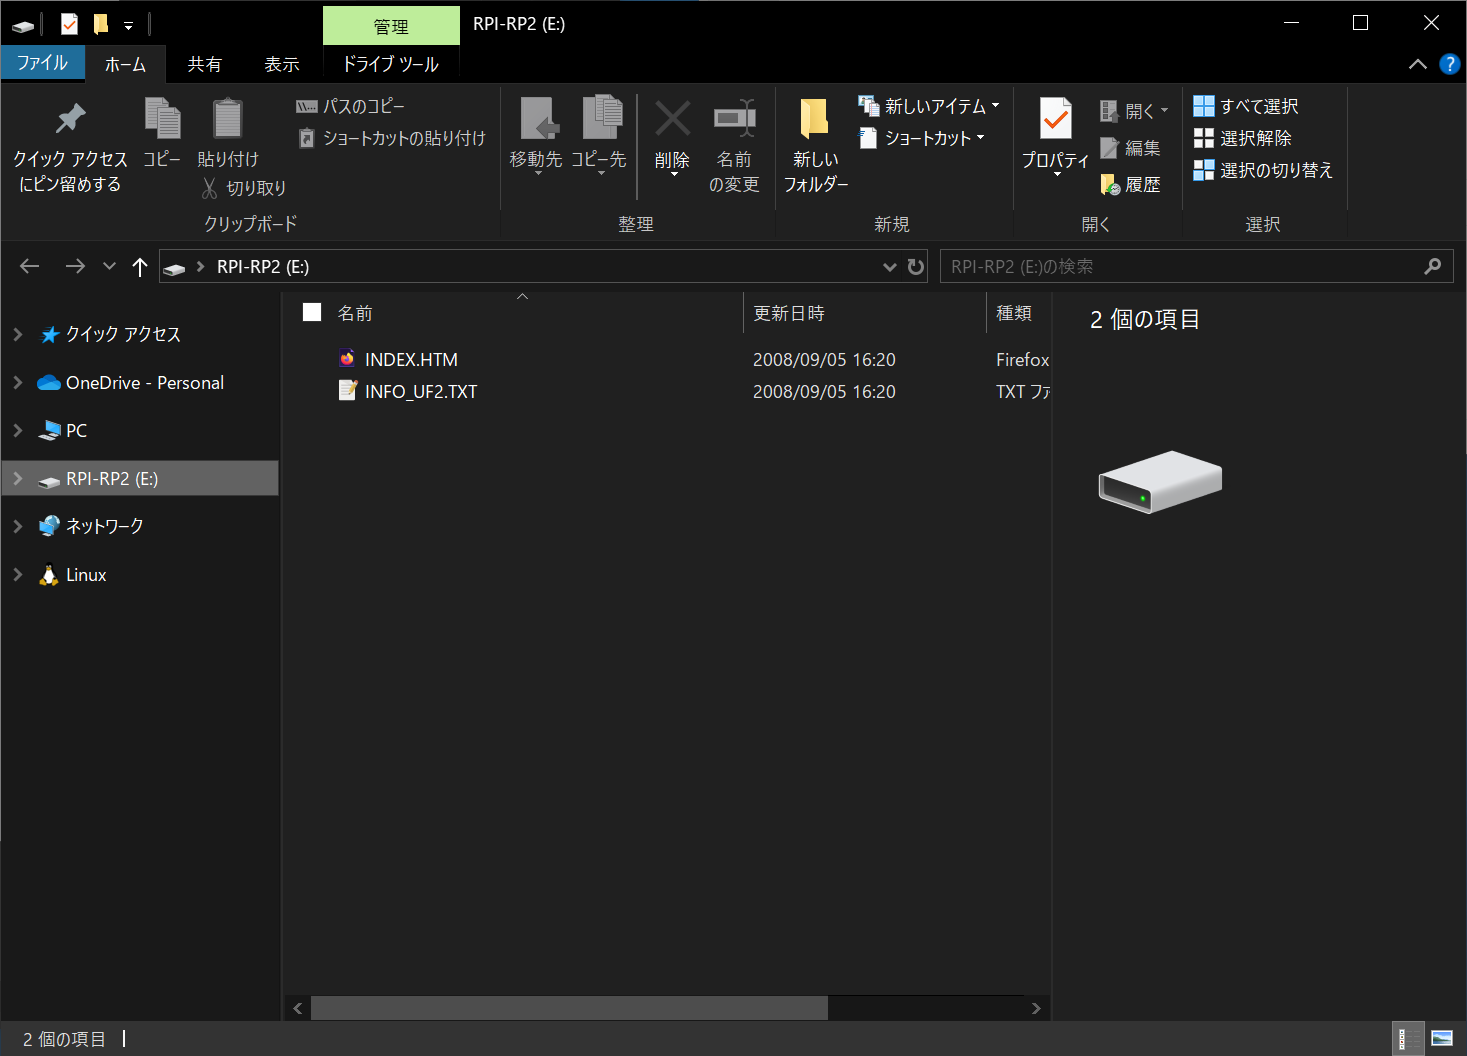 管理
RPI-RP2 (E:)
ファイル
ホーム
共有
表示
ドライブ ツール
クイック アクセス
にピン留めする
コピー
貼り付け
切り取り
パスのコピー
ショートカットの貼り付け
クリップボード
移動先
コピー先
削除
名前
の変更
整理
新しい
フォルダー
新しいアイテム
ショートカット
新規
プロパティ
開く
編集
履歴
開く
すべて選択
選択解除
選択の切り替え
選択
RPI-RP2 (E:)
RPI-RP2 (E:)の検索
クイック アクセス
OneDrive - Personal
PC
RPI-RP2 (E:)
ネットワーク
Linux
名前
更新日時
種類
INDEX.HTM
2008/09/05 16:20
Firefox
INFO_UF2.TXT
2008/09/05 16:20
TXT ファ
2 個の項目
2 個の項目